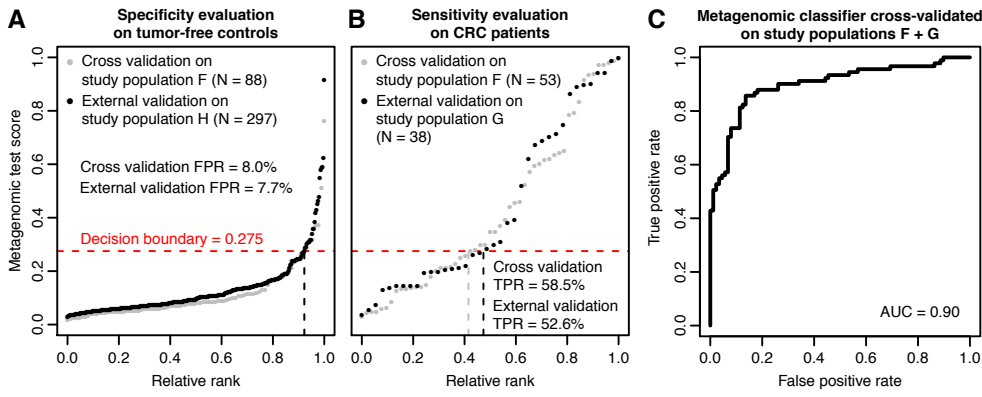 A
Specificity evaluation
on tumor-free controls
Metagenomic test score
1.0
0.8
0.6
0.4
0.2
0.0
Cross validation on
study population F (N = 88)
External validation on
study population H (N = 297)
Cross validation FPR = 8.0%
External validation FPR = 7.7%
Decision boundary = 0.275
0.0 0.2 0.4 0.6 0.8 1.0
Relative rank
B
Sensitivity evaluation
on CRC patients
Cross validation on
study population F (N = 53)
External validation on
study population G
(N = 38)
Cross validation
TPR = 58.5%
External validation
TPR = 52.6%
0.0 0.2 0.4 0.6 0.8 1.0
Relative rank
C
Metagenomic classifier cross-validated
on study populations F + G
True positive rate
1.0
0.8
0.6
0.4
0.2
0.0
AUC = 0.90
0.0 0.2 0.4 0.6 0.8 1.0
False positive rate